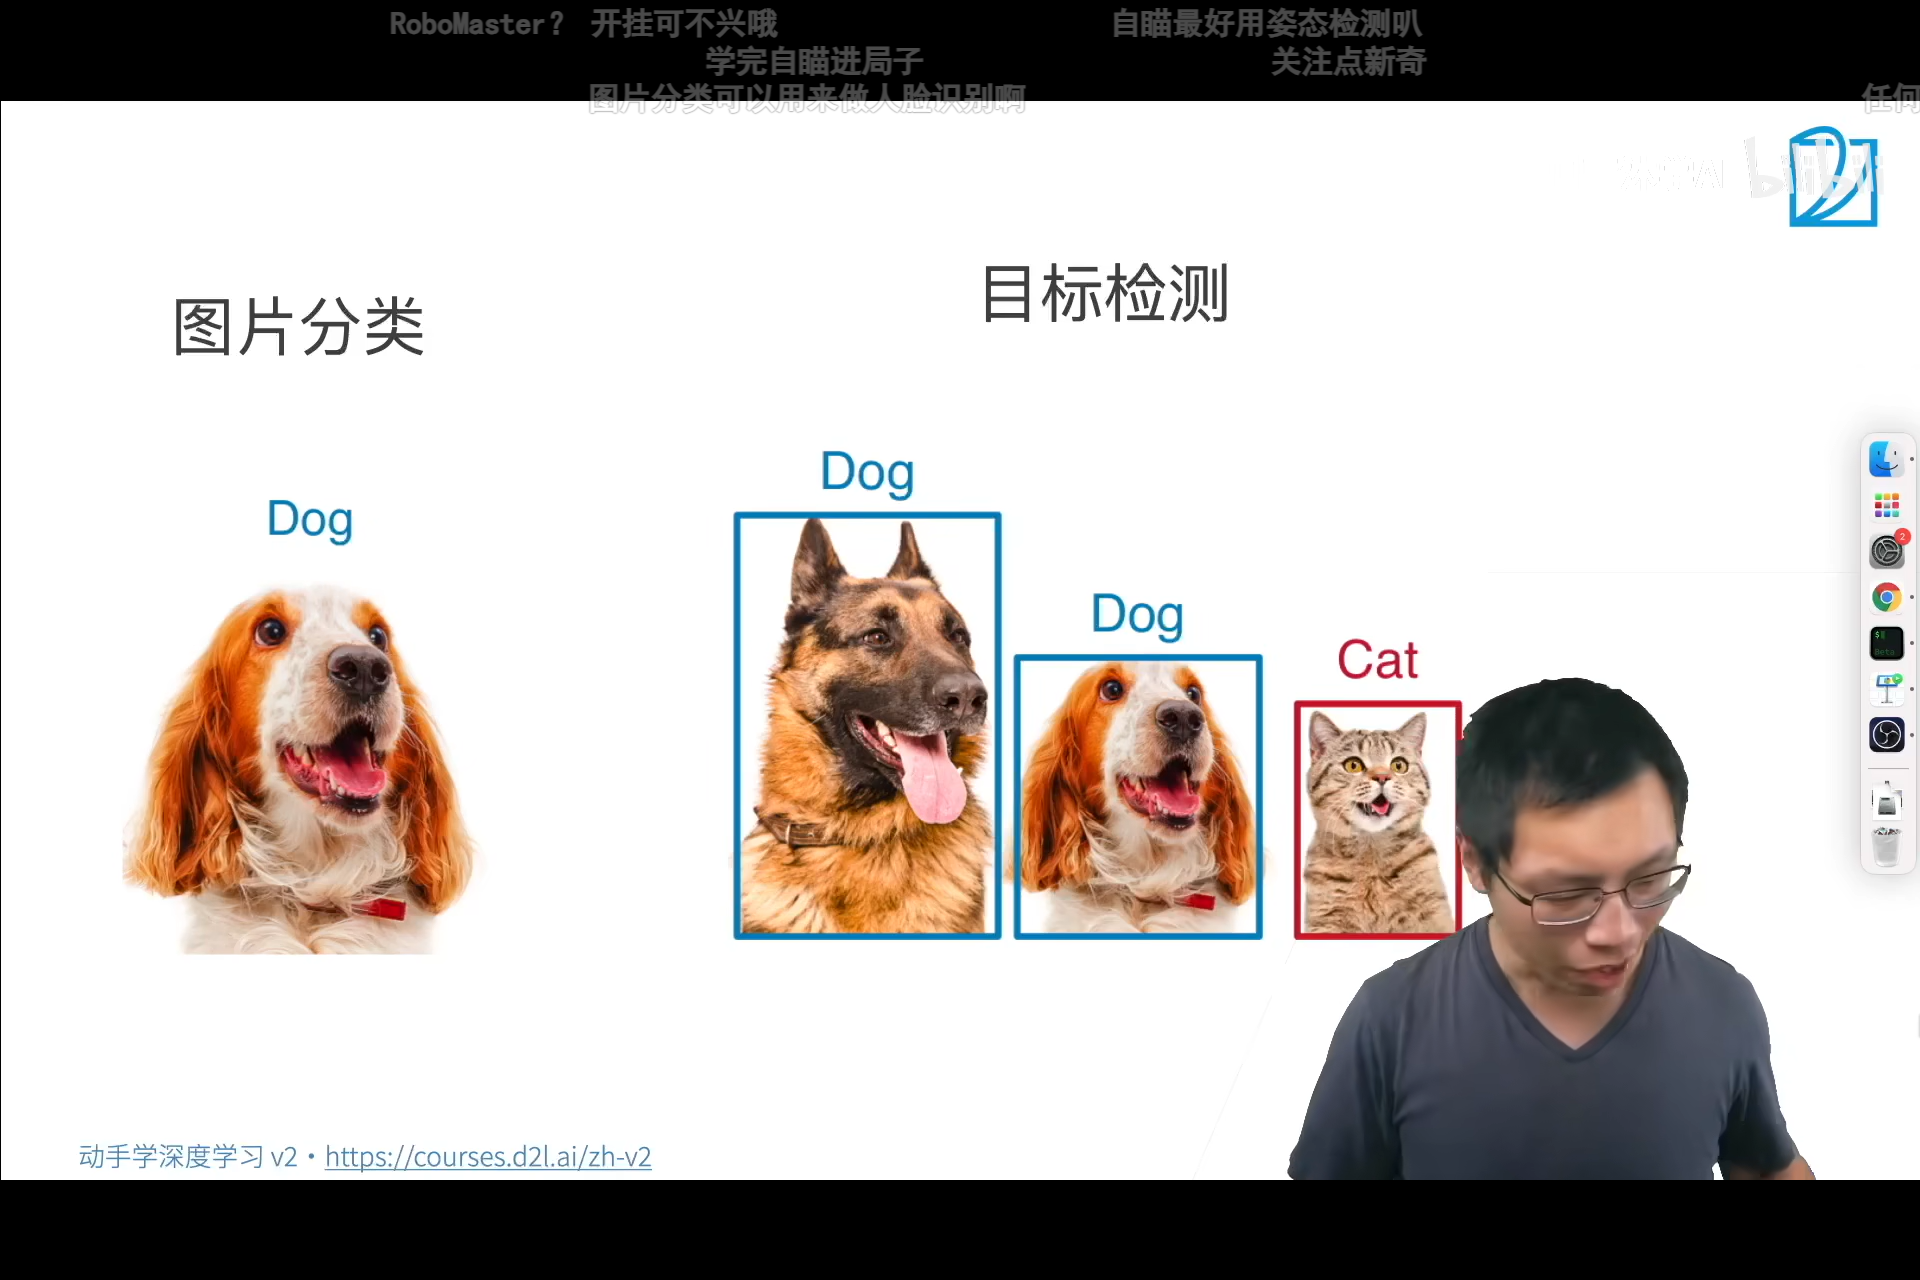 RoboMaster? 开挂可不兴哦 自瞄最好用姿态检测叭
学完自瞄进局子 关注点新奇
图片分类可以用来做人脸识别啊 任何
bilibili
目标检测
图片分类
Dog
Dog
Dog
Cat
2
$
Beta
动手学深度学习 v2 • https://courses.d2l.ai/zh-v2